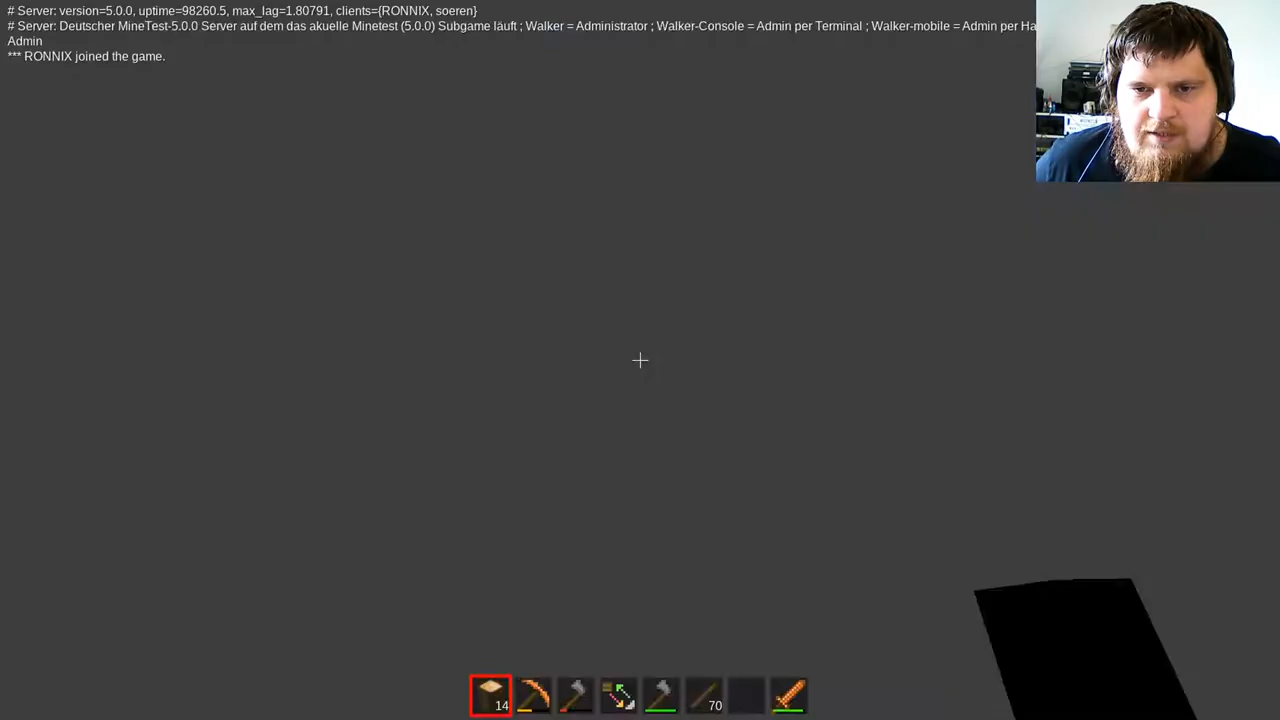 # Server: version=5.0.0, uptime=98260.5, max_lag=1.80791, clients={RONNIX, soeren}
# Server: Deutscher MineTest-5.0.0 Server auf dem das akuelle Minetest (5.0.0) Subgame läuft ; Walker = Administrator ; Walker-Console = Admin per Terminal ; Walker-mobile = Admin per
Admin
*** RONNIX joined the game.
14
70